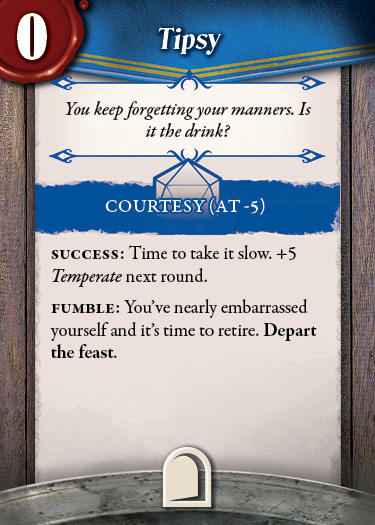 0
Tipsy
You keep forgetting your manners. Is
it the drink?
COURTESY (AT -5)
SUCCESS: Time to take it slow. +5
Temperate next round.
FUMBLE: You’ve nearly embarrassed
yourself and it’s time to retire. Depart
the feast.